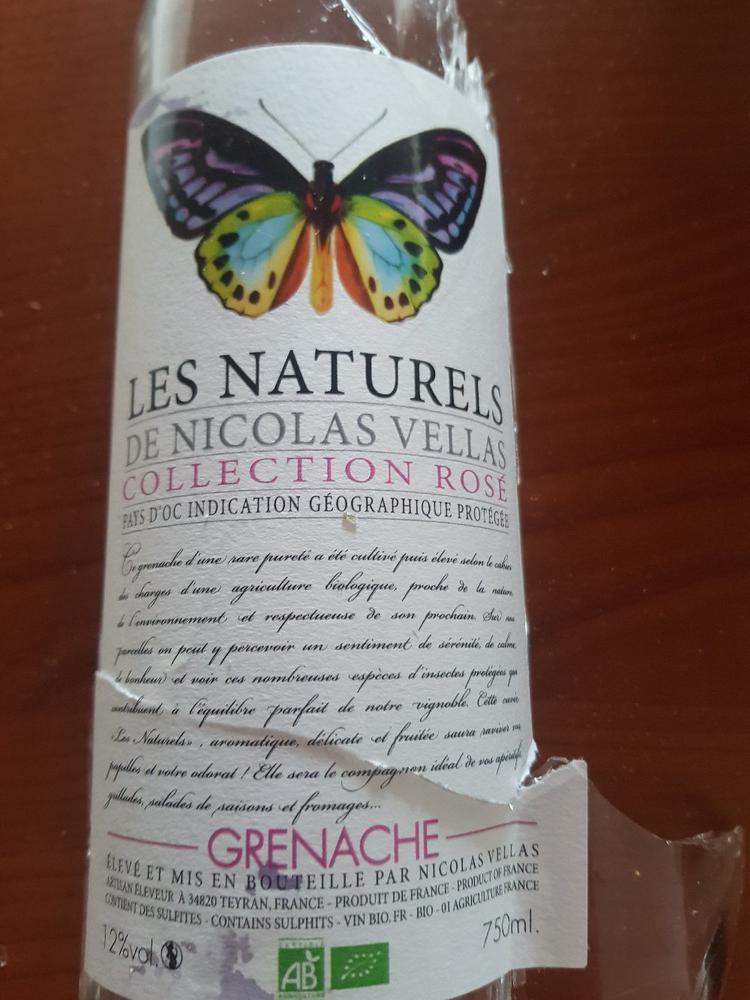 LES NATURELS
DE NICOLAS VELLAS
COLLECTION ROSÉ
PAYS D'OC INDICATION GÉOGRAPHIQUE PROTÉGÉE
Ce grenache d'une rare pureté a été cultivé puis élevé selon le cahier
des charges d'une agriculture biologique, proche de la nature
de l'environnement et respectueuse de son prochain. Sur nos
parcelles on peut y percevoir un sentiment de sérénité, de calme,
de bonheur et voir ces nombreuses espèces d'insectes protégées qui
contribuent à l'équilibre parfait de notre vignoble. Cette cuvée
«Les Naturels», aromatique, délicate et fruitée saura raviver vos
papilles et votre odorat ! Elle sera le compagnon idéal de vos apéritifs,
grillades, salades de saisons et fromages...
GRENACHE
ÉLEVÉ ET MIS EN BOUTEILLE PAR NICOLAS VELLAS
ARTISAN ÉLEVEUR À 34820 TEYRAN, FRANCE - PRODUIT DE FRANCE - PRODUCT OF FRANCE
CONTIENT DES SULFITES - CONTAINS SULPHITS - VIN BIO. FR - BIO - 01 AGRICULTURE FRANCE
12%vol. 750ml.
AB
AGRICULTURE